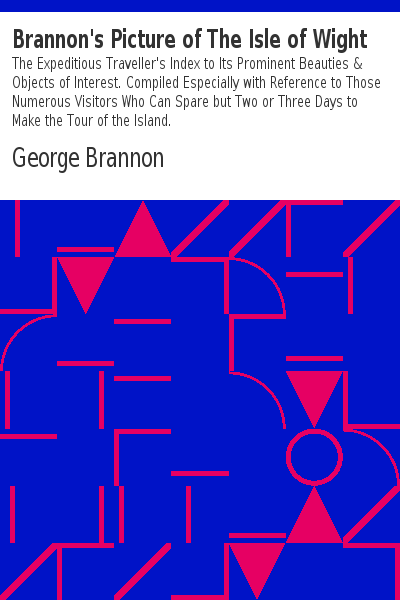 Brannon's Picture of The Isle of Wight
The Expeditious Traveller's Index to Its Prominent Beauties &
Objects of Interest. Compiled Especially with Reference to Those
Numerous Visitors Who Can Spare but Two or Three Days to
Make the Tour of the Island.
George Brannon